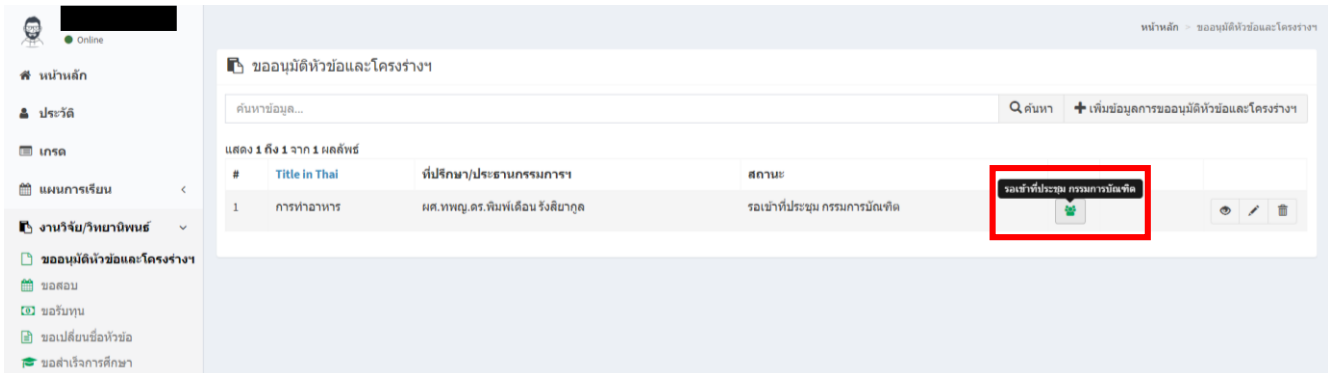 Online
หน้าหลัก
ประวัติ
เกรด
แผนการเรียน
งานวิจัย/วิทยานิพนธ์
ขออนุมัติหัวข้อและโครงร่างฯ
ขอสอบ
ขอรับทุน
ขอเปลี่ยนชื่อหัวข้อ
ขอสำเร็จการศึกษา
หน้าหลัก > ขออนุมัติหัวข้อและโครงร่างฯ
ขออนุมัติหัวข้อและโครงร่างฯ
ค้นหาข้อมูล... ค้นหา เพิ่มข้อมูลการขออนุมัติหัวข้อและโครงร่างฯ
แสดง 1 ถึง 1 จาก 1 ผลลัพธ์
# Title in Thai ที่ปรึกษา/ประธานกรรมการฯ สถานะ
รอเข้าที่ประชุม กรรมการบัณฑิต
1 การทำอาหาร ผศ.ทพญ.ดร.พิมพ์เดือน รังสิยากูล รอเข้าที่ประชุม กรรมการบัณฑิต